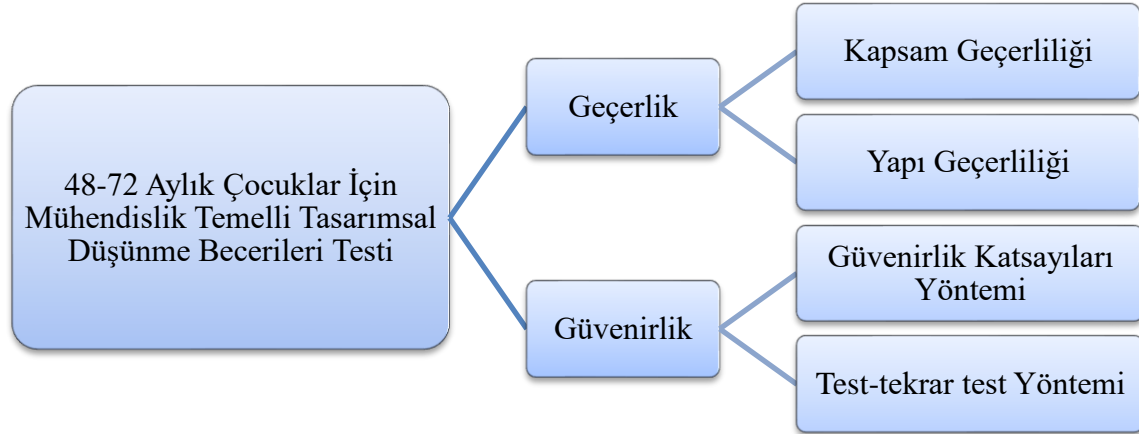 48-72 Aylık Çocuklar İçin
Mühendislik Temelli Tasarımsal
Düşünme Becerileri Testi
Geçerlik
Kapsam Geçerliliği
Yapı Geçerliliği
Güvenirlik
Güvenirlik Katsayıları
Yöntemi
Test-tekrar test Yöntemi